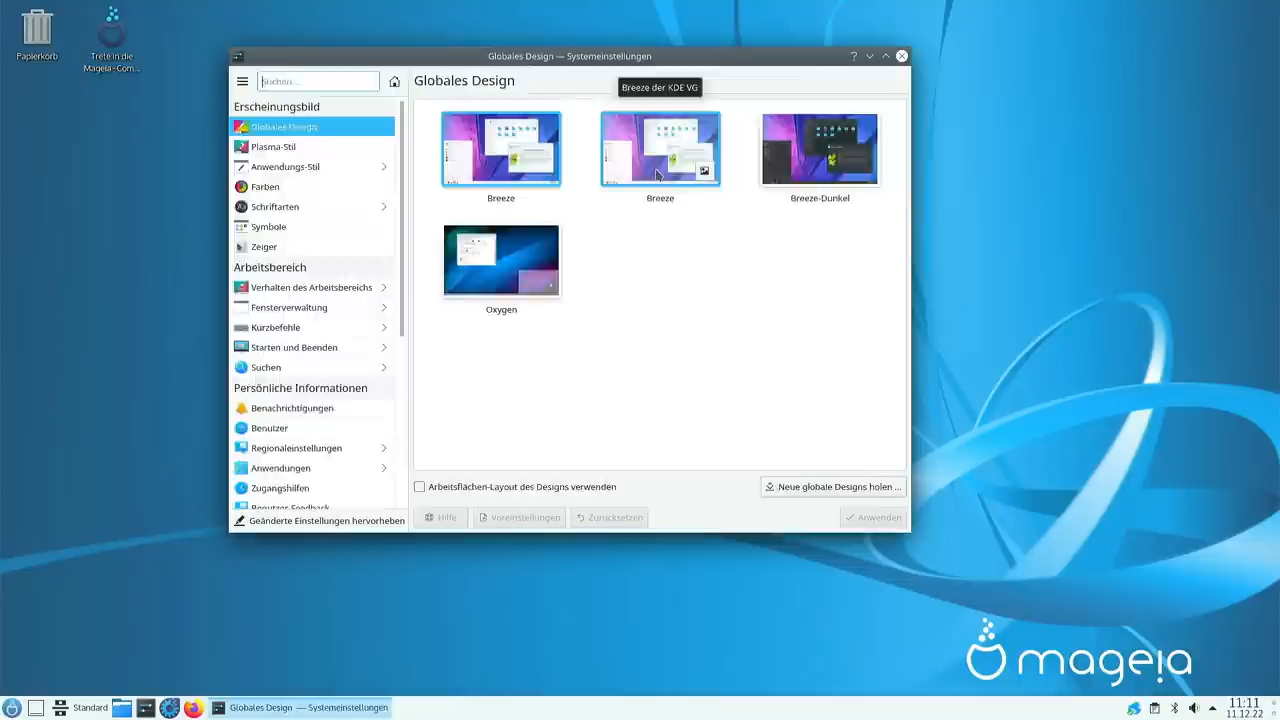 Papierkorb
Trete in die
Mageia-Com...
Globales Design — Systemeinstellungen
?
Suchen...
Globales Design
Breeze der KDE VG
Erscheinungsbild
Globales Design
Plasma-Stil
Anwendungs-Stil
Farben
Schriftarten
Symbole
Zeiger
Arbeitsbereich
Verhalten des Arbeitsbereichs
Fensterverwaltung
Kurzbefehle
Starten und Beenden
Suchen
Persönliche Informationen
Benachrichtigungen
Benutzer
Regionaleinstellungen
Anwendungen
Zugangshilfen
Benutzer Feedback
Geänderte Einstellungen hervorheben
Breeze
Breeze
Breeze-Dunkel
Oxygen
Arbeitsflächen-Layout des Designs verwenden
Neue globale Designs holen ...
Hilfe
Voreinstellungen
Zurücksetzen
Anwenden
mageia
Standard
Globales Design — Systemeinstellungen
11:11
11.12.22